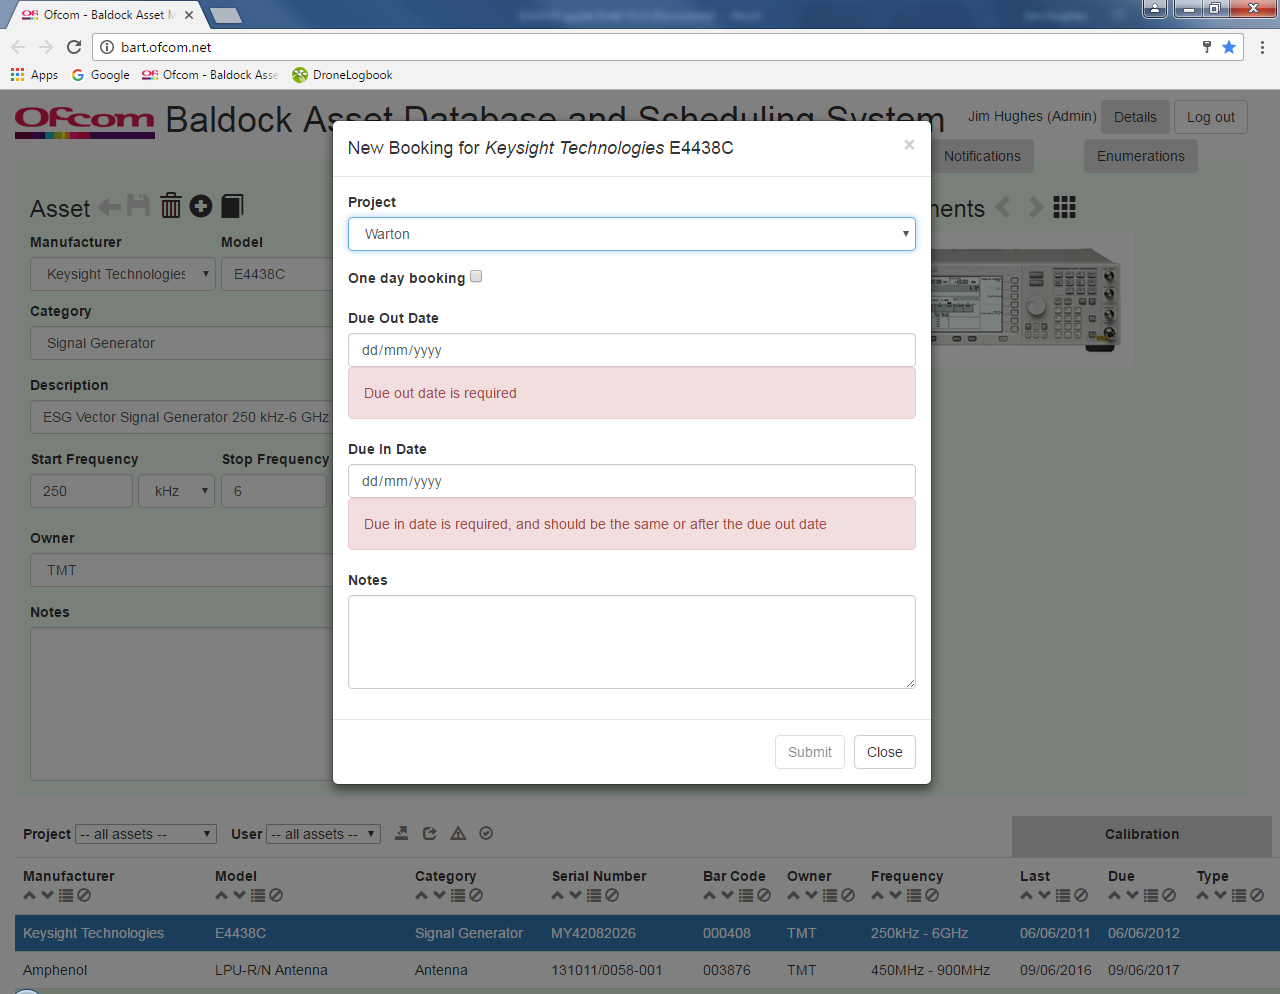 Ofcom - Baldock Asset M
bart.ofcom.net
Apps Google Ofcom - Baldock Asse DroneLogbook
Ofcom Baldock Asset Database and Scheduling System Jim Hughes (Admin) Details Log out
Notifications Enumerations
New Booking for Keysight Technologies E4438C ×
Asset
ments
Manufacturer Model
Keysight Technologies E4438C
Category
Signal Generator
Description
ESG Vector Signal Generator 250 kHz-6 GHz
Start Frequency Stop Frequency
250 kHz 6
Owner
TMT
Notes
Project
Warton
One day booking
Due Out Date
dd/mm/yyyy
Due out date is required
Due In Date
dd/mm/yyyy
Due in date is required, and should be the same or after the due out date
Notes
Submit Close
Project -- all assets -- User -- all assets --
Calibration
Manufacturer Model Category Serial Number Bar Code Owner Frequency Last Due Type
Keysight Technologies E4438C Signal Generator MY42082026 000408 TMT 250kHz - 6GHz 06/06/2011 06/06/2012
Amphenol LPU-R/N Antenna Antenna 131011/0058-001 003876 TMT 450MHz - 900MHz 09/06/2016 09/06/2017